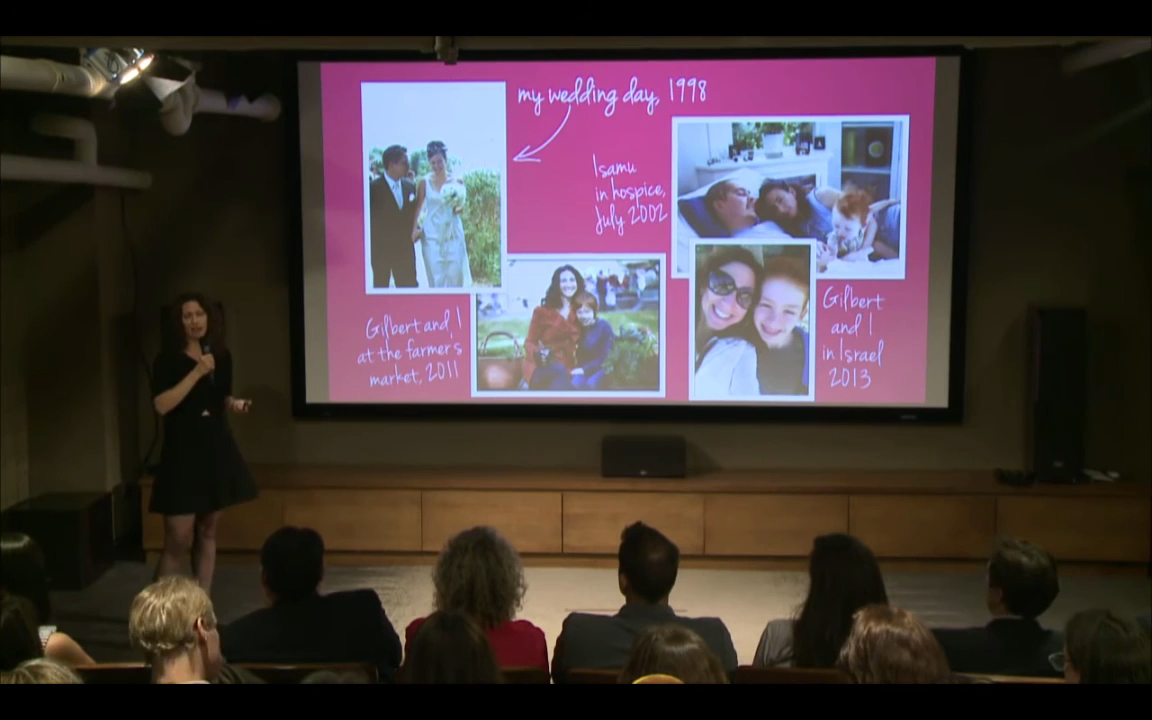 my wedding day, 1998
Isamu
in hospice,
July 2002
Gilbert and I
at the farmer's
market, 2011
Gilbert
and I
in Israel
2013